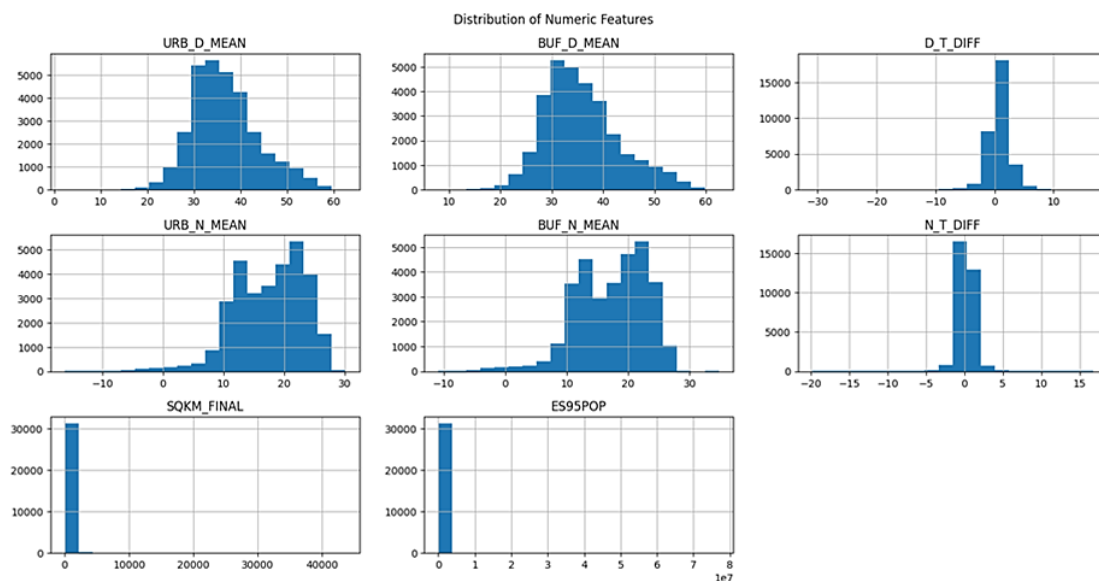 Distribution of Numeric Features
URB_D_MEAN
5000
4000
3000
2000
1000
0
0 10 20 30 40 50 60
BUF_D_MEAN
5000
4000
3000
2000
1000
0
10 20 30 40 50 60
D_T_DIFF
15000
10000
5000
0
−30 −20 −10 0 10
URB_N_MEAN
5000
4000
3000
2000
1000
0
−10 0 10 20 30
BUF_N_MEAN
5000
4000
3000
2000
1000
0
−10 0 10 20 30
N_T_DIFF
15000
10000
5000
0
−20 −15 −10 −5 0 5 10 15
SQKM_FINAL
30000
20000
10000
0
0 10000 20000 30000 40000
ES95POP
30000
20000
10000
0
0 1 2 3 4 5 6 7 8
1e7